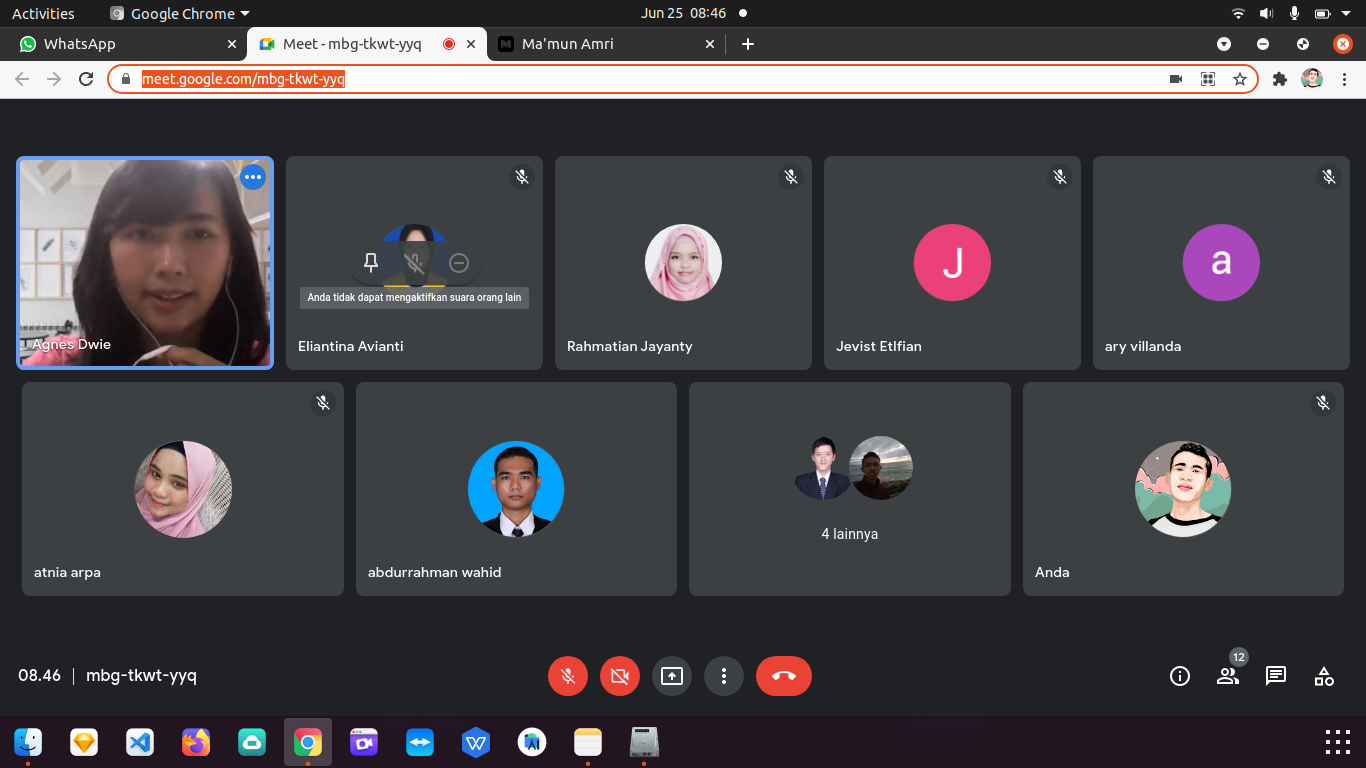 Activities
Google Chrome
Jun 25 08:46
WhatsApp
Meet - mbg-tkwt-yyq
Ma'mun Amri
meet.google.com/mbg-tkwt-yyq
Agnes Dwie
Anda tidak dapat mengaktifkan suara orang lain
Eliantina Avianti
Rahmatian Jayanty
J
Jevist Etlfian
a
ary villanda
atnia arpa
abdurrahman wahid
4 lainnya
Anda
08.46 | mbg-tkwt-yyq
12